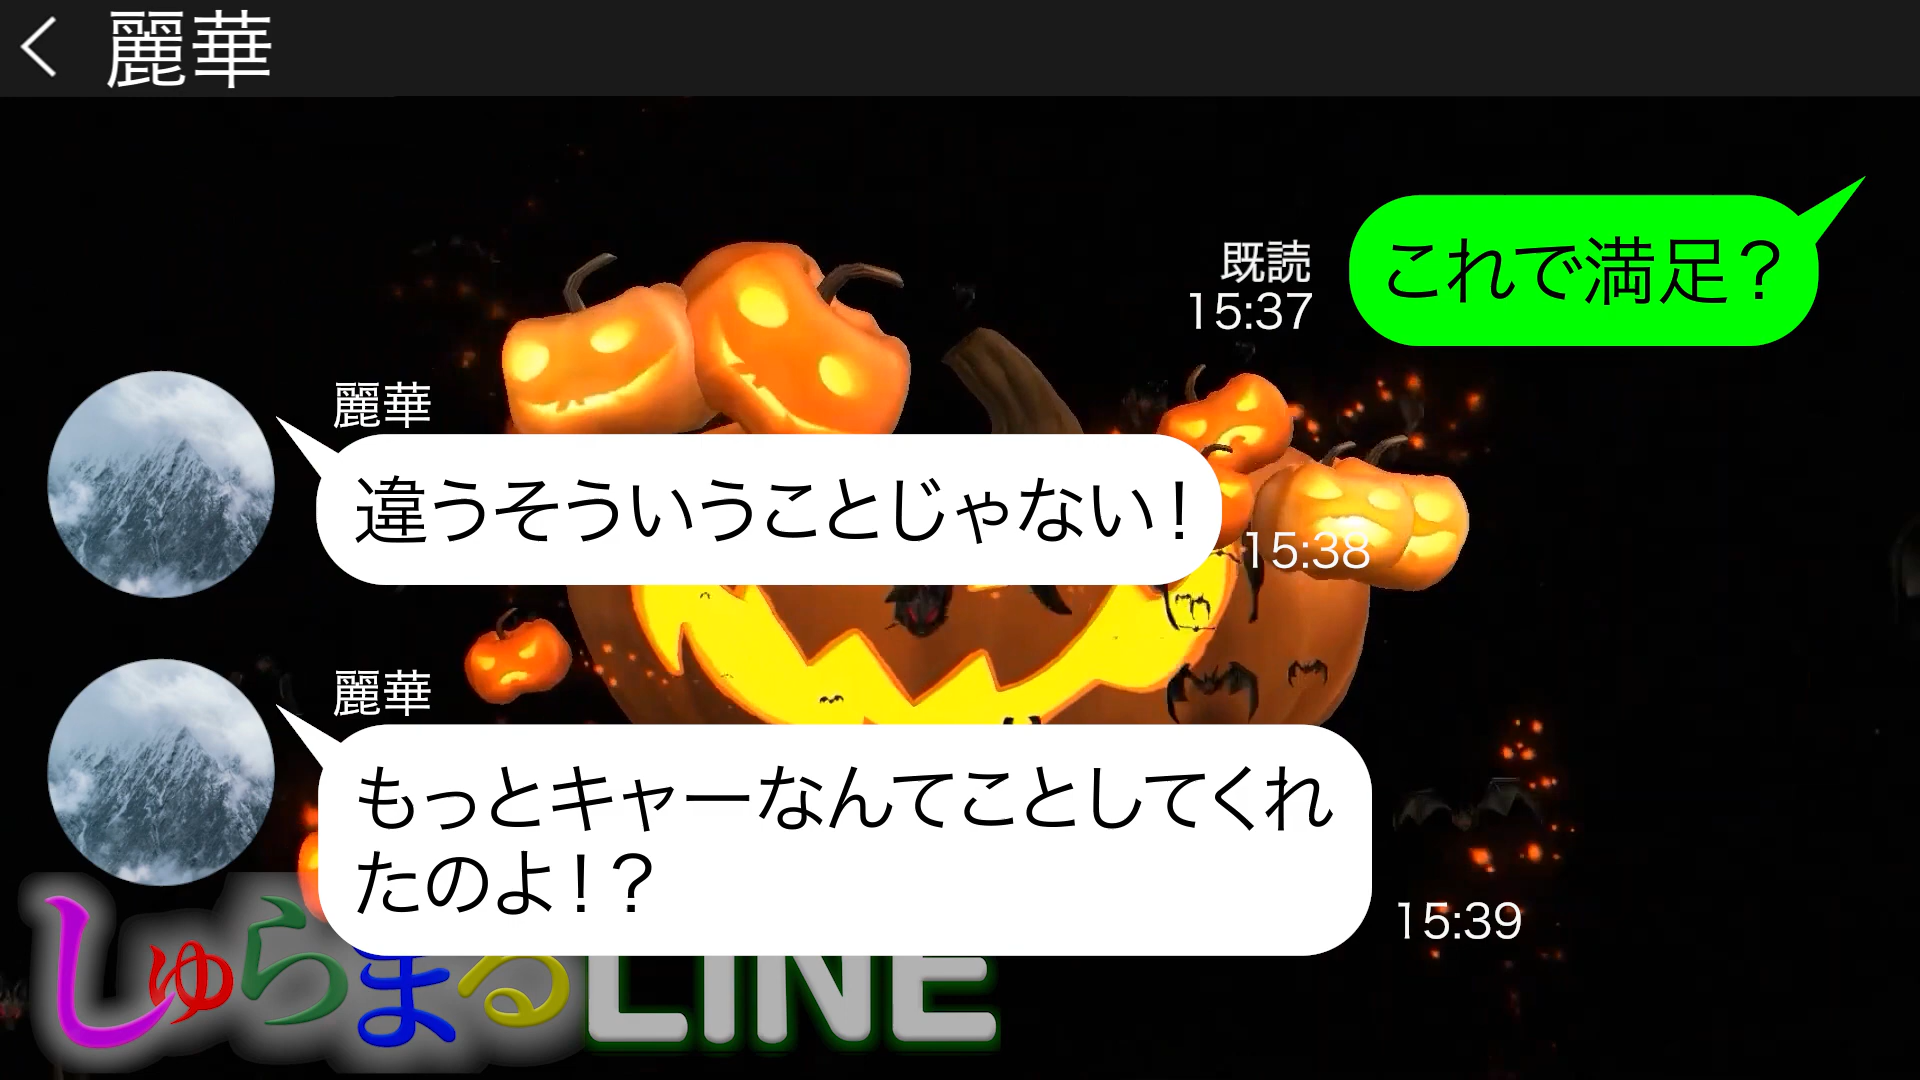 麗華
これで満足？
既読
15:37
麗華
違うそういうことじゃない！
15:38
麗華
もっとキャーなんてことしてくれ
たのよ！？
15:39
しゅらまるLINE